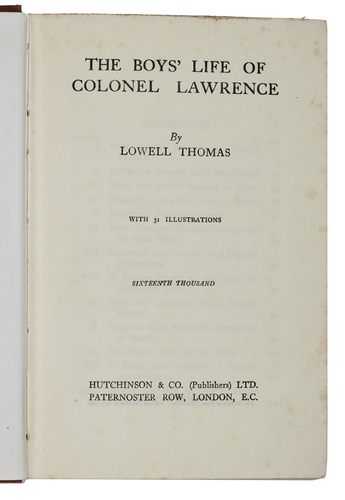 THE BOYS' LIFE OF
COLONEL LAWRENCE
By
LOWELL THOMAS
WITH 31 ILLUSTRATIONS
SIXTEENTH THOUSAND
HUTCHINSON & CO. (Publishers) LTD.
PATERNOSTER ROW, LONDON, E.C.